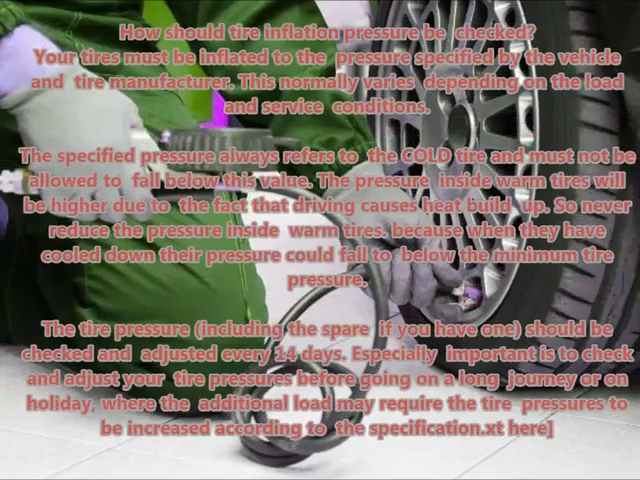 How should tire inflation pressure be checked?
Your tires must be inflated to the pressure specified by the vehicle
and tire manufacturer. This normally varies depending on the load
and service conditions.
The specified pressure always refers to the COLD tire and must not be
allowed to fall below this value. The pressure inside warm tires will
be higher due to the fact that driving causes heat build up. So never
reduce the pressure inside warm tires. because when they have
cooled down their pressure could fall to below the minimum tire
pressure.
The tire pressure (including the spare if you have one) should be
checked and adjusted every 14 days. Especially important is to check
and adjust your tire pressures before going on a long journey or on
holiday, where the additional load may require the tire pressures to
be increased according to the specification.xt here]